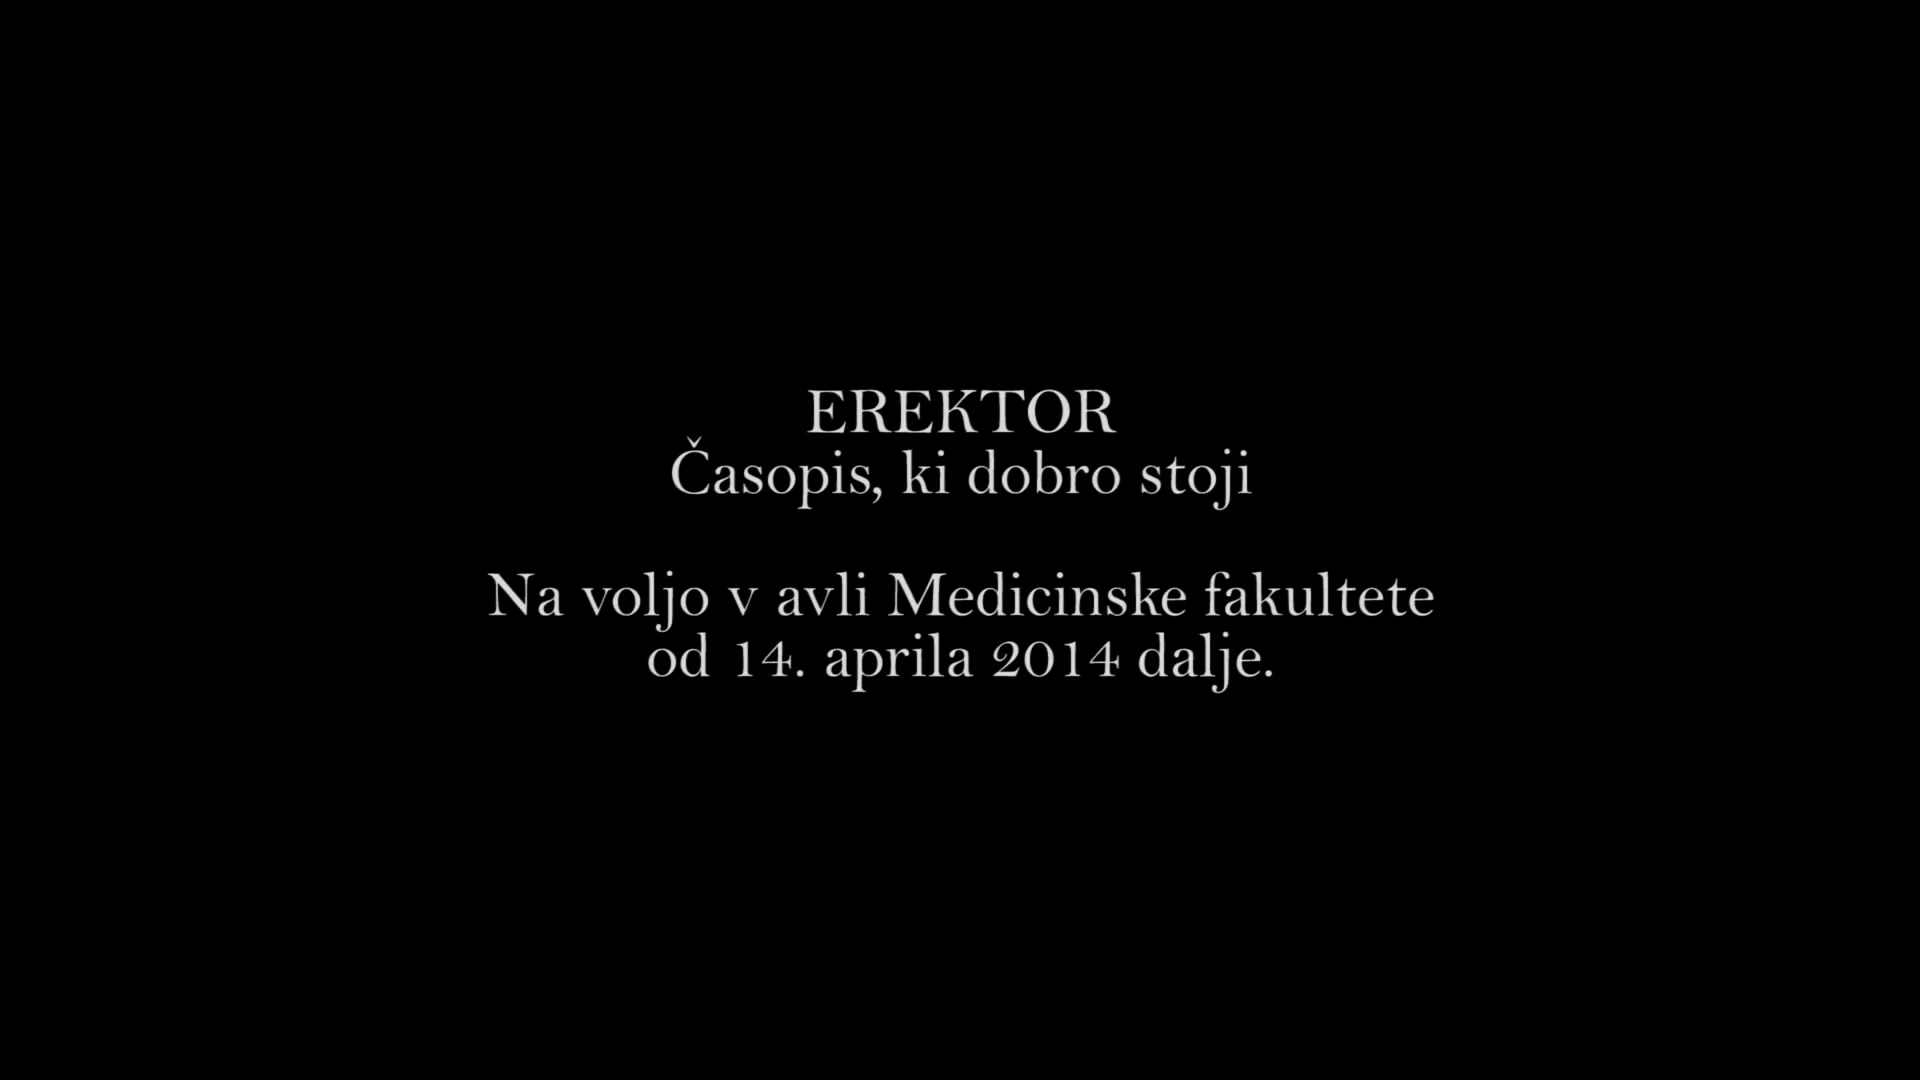 EREKTOR
Časopis, ki dobro stoji
Na voljo v avli Medicinske fakultete
od 14. aprila 2014 dalje.